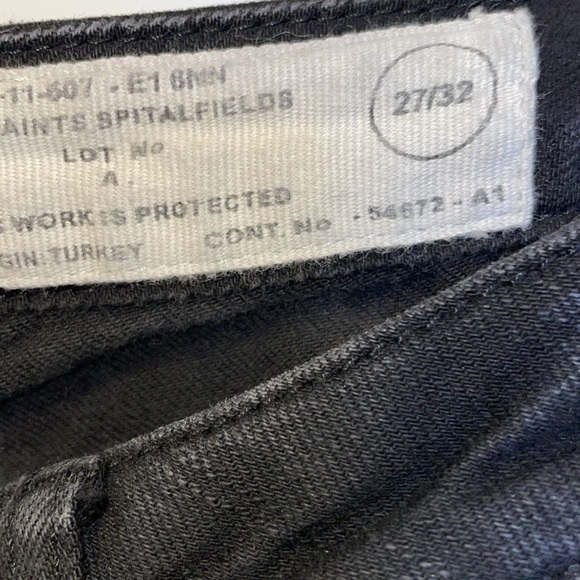 -11-607 - E1 6NN
AINTS SPITALFIELDS
27/32
LOT No
A.
WORK IS PROTECTED
GIN: TURKEY CONT. No - 54672 - A1